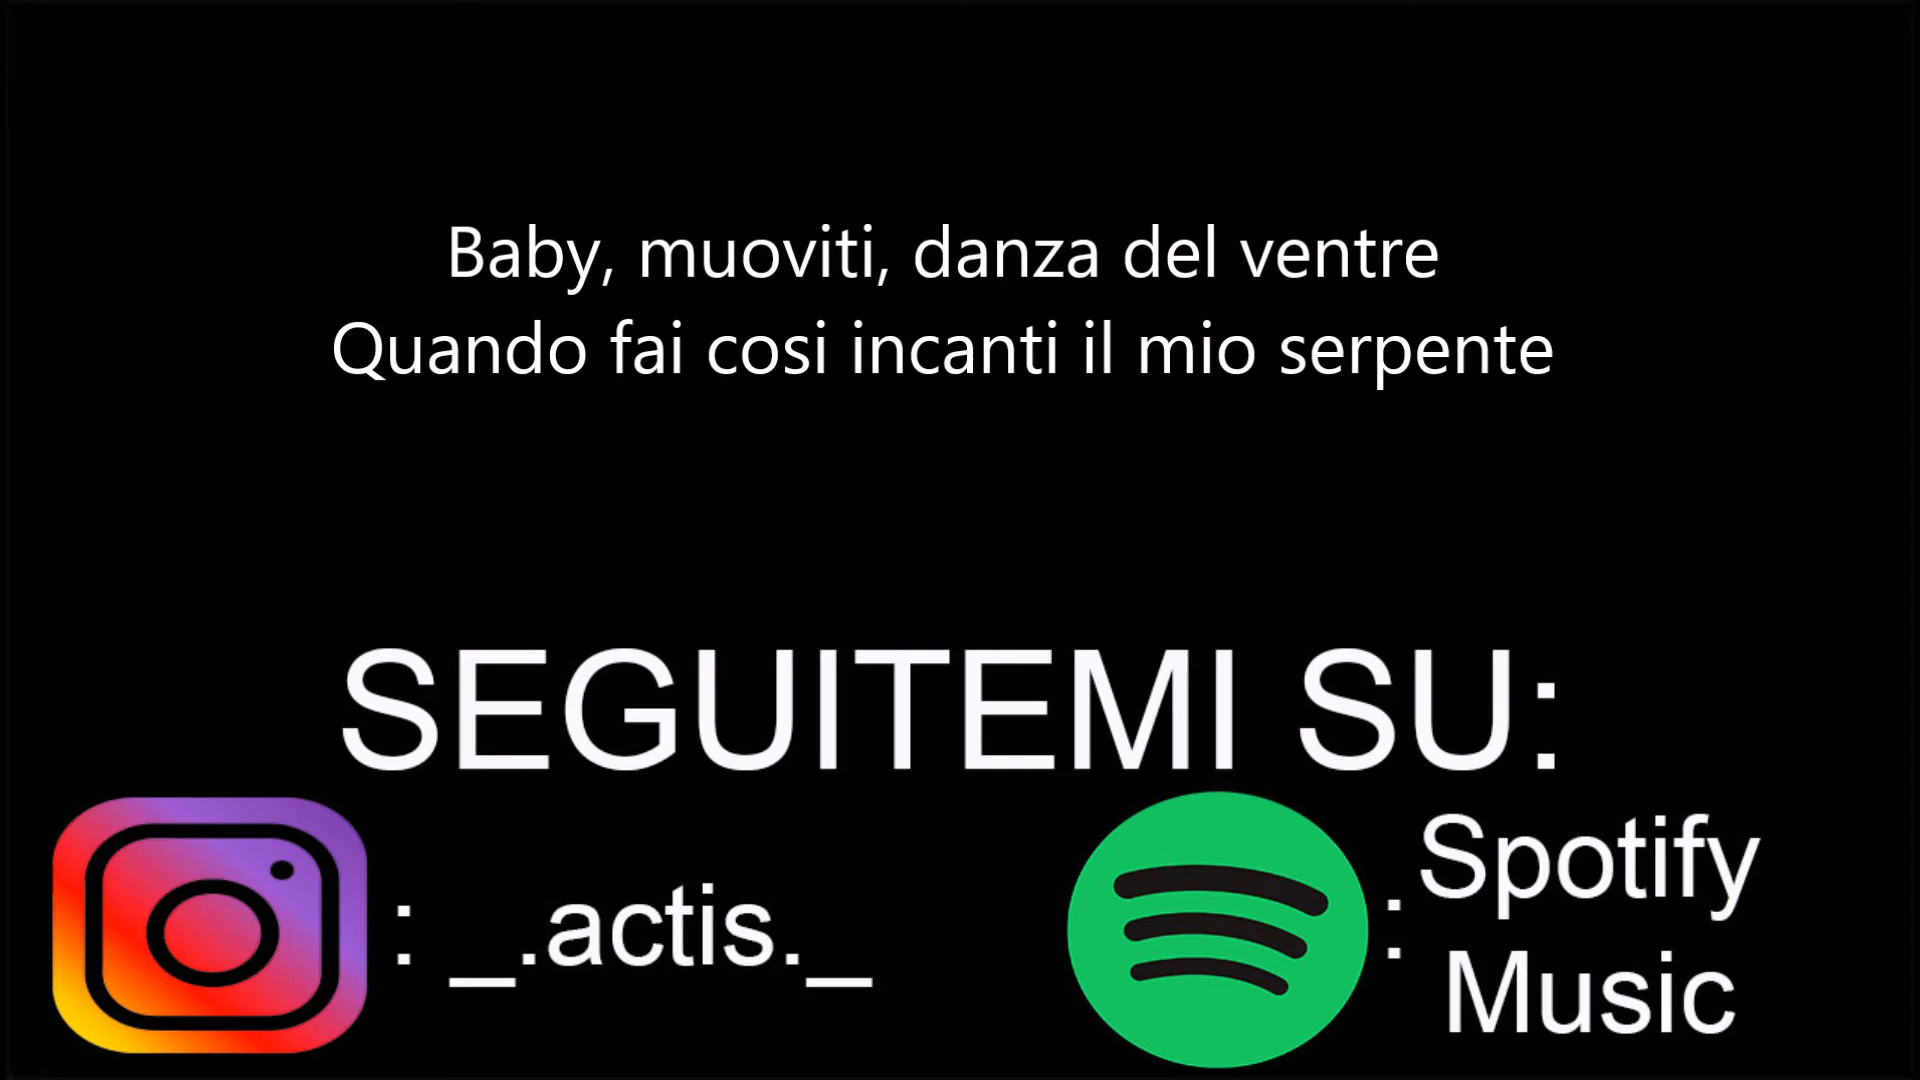 Baby, muoviti, danza del ventre
Quando fai cosi incanti il mio serpente
SEGUITEMI SU:
: _.actis._
: Spotify
Music